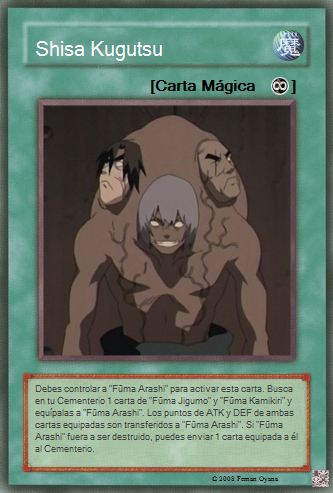 Shisa Kugutsu
魔
[Carta Mágica ♾]
Debes controlar a "Fūma Arashi" para activar esta carta. Busca
en tu Cementerio 1 carta de "Fūma Jigumo" y "Fūma Kamikiri" y
equípalas a "Fūma Arashi". Los puntos de ATK y DEF de ambas
cartas equipadas son transferidos a "Fūma Arashi". Si "Fūma
Arashi" fuera a ser destruido, puedes enviar 1 carta equipada a él
al Cementerio.
©2008 Fernan Oyana